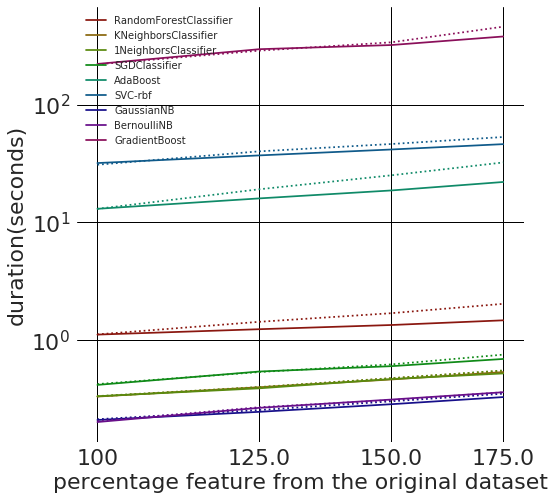 RandomForestClassifier
KNeighborsClassifier
1NeighborsClassifier
SGDClassifier
AdaBoost
SVC-rbf
GaussianNB
BernoulliNB
GradientBoost
10²
10¹
10⁰
duration(seconds)
100 125.0 150.0 175.0
percentage feature from the original dataset